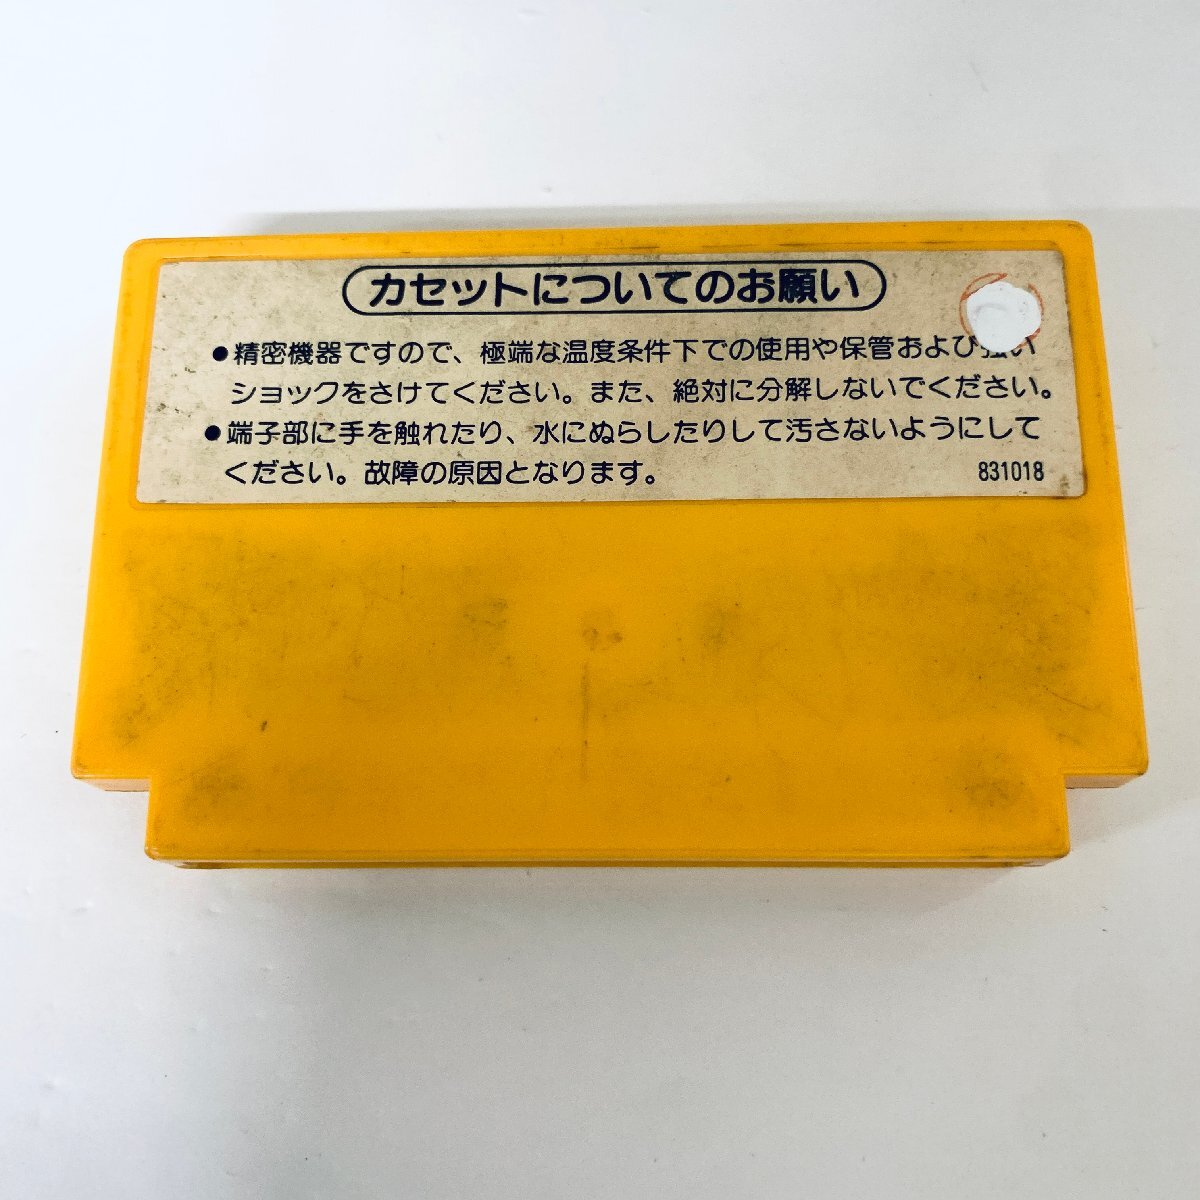 カセットについてのお願い
●精密機器ですので、極端な温度条件下での使用や保管および強い
ショックをさけてください。また、絶対に分解しないでください。
●端子部に手を触れたり、水にぬらしたりして汚さないようにして
ください。故障の原因となります。
831018